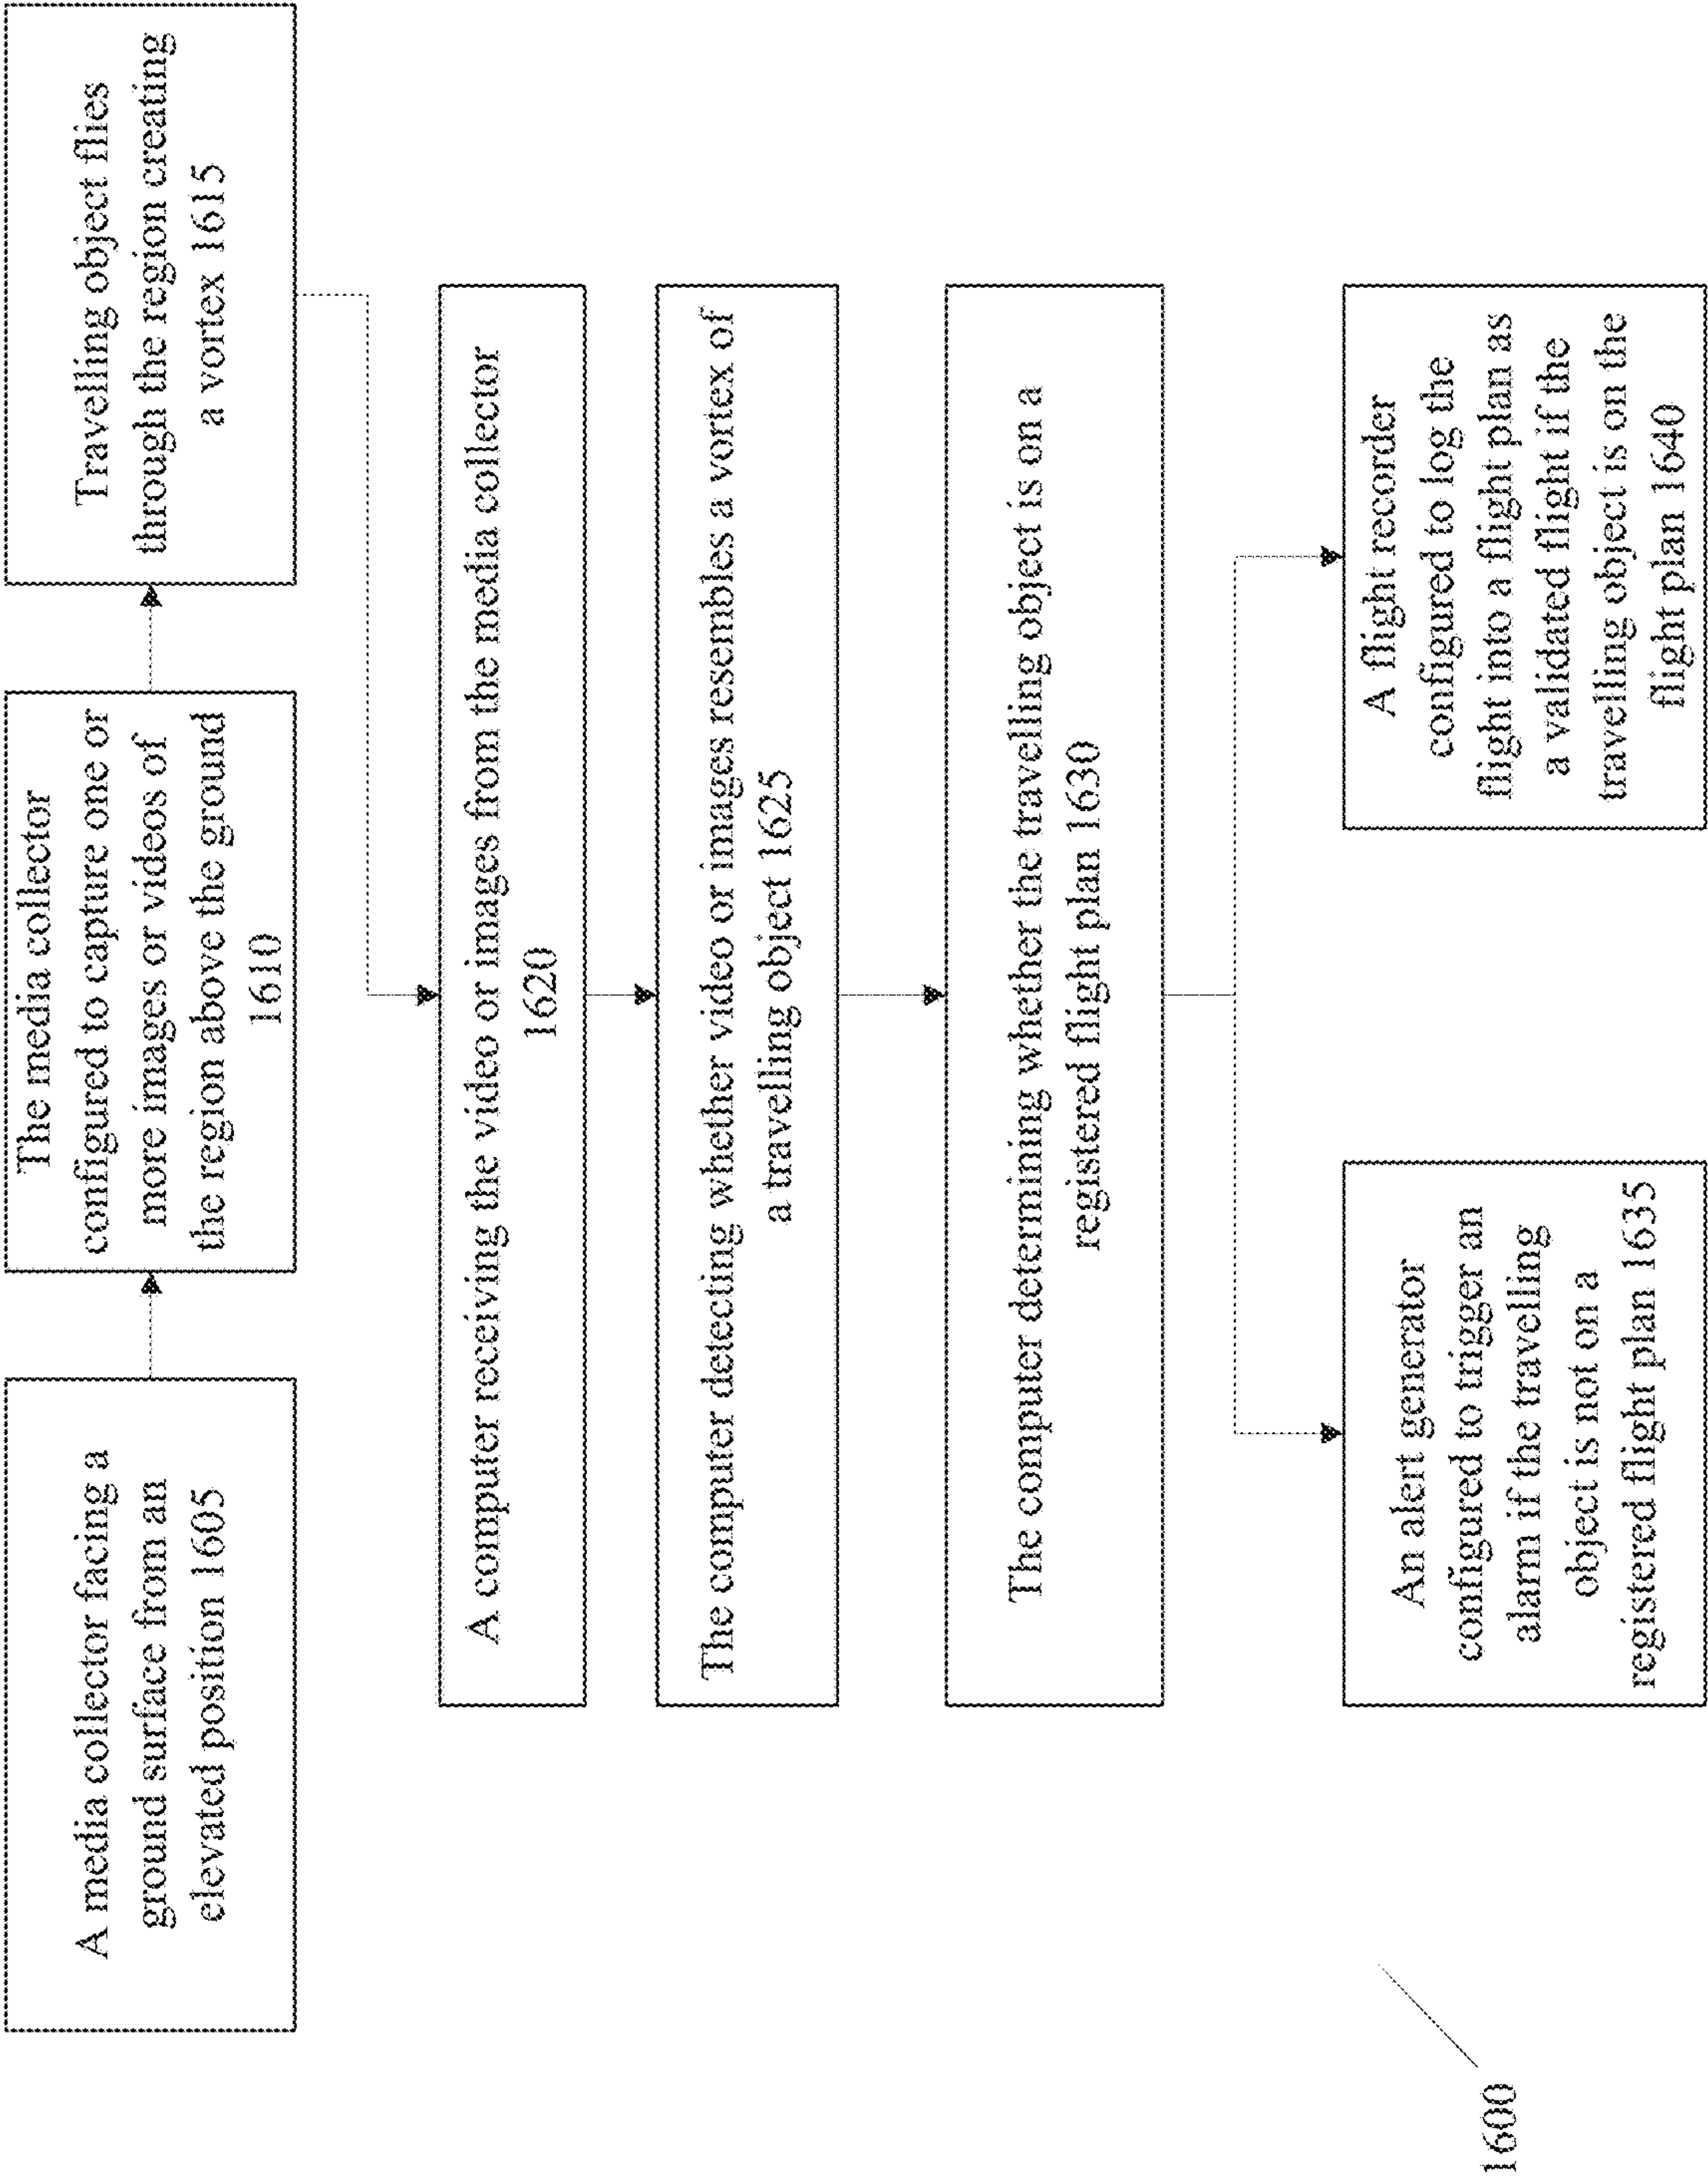 A media collector facing a
ground surface from an
elevated position 1605
The media collector
configured to capture one or
more images or videos of
the region above the ground
1610
Travelling object flies
through the region creating
a vortex 1615
A computer receiving the video or images from the media collector
1620
The computer detecting whether video or images resembles a vortex of
a travelling object 1625
The computer determining whether the travelling object is on a
registered flight plan 1630
An alert generator
configured to trigger an
alarm if the travelling
object is not on a
registered flight plan 1635
A flight recorder
configured to log the
flight into a flight plan as
a validated flight if the
travelling object is on the
flight plan 1640
1600